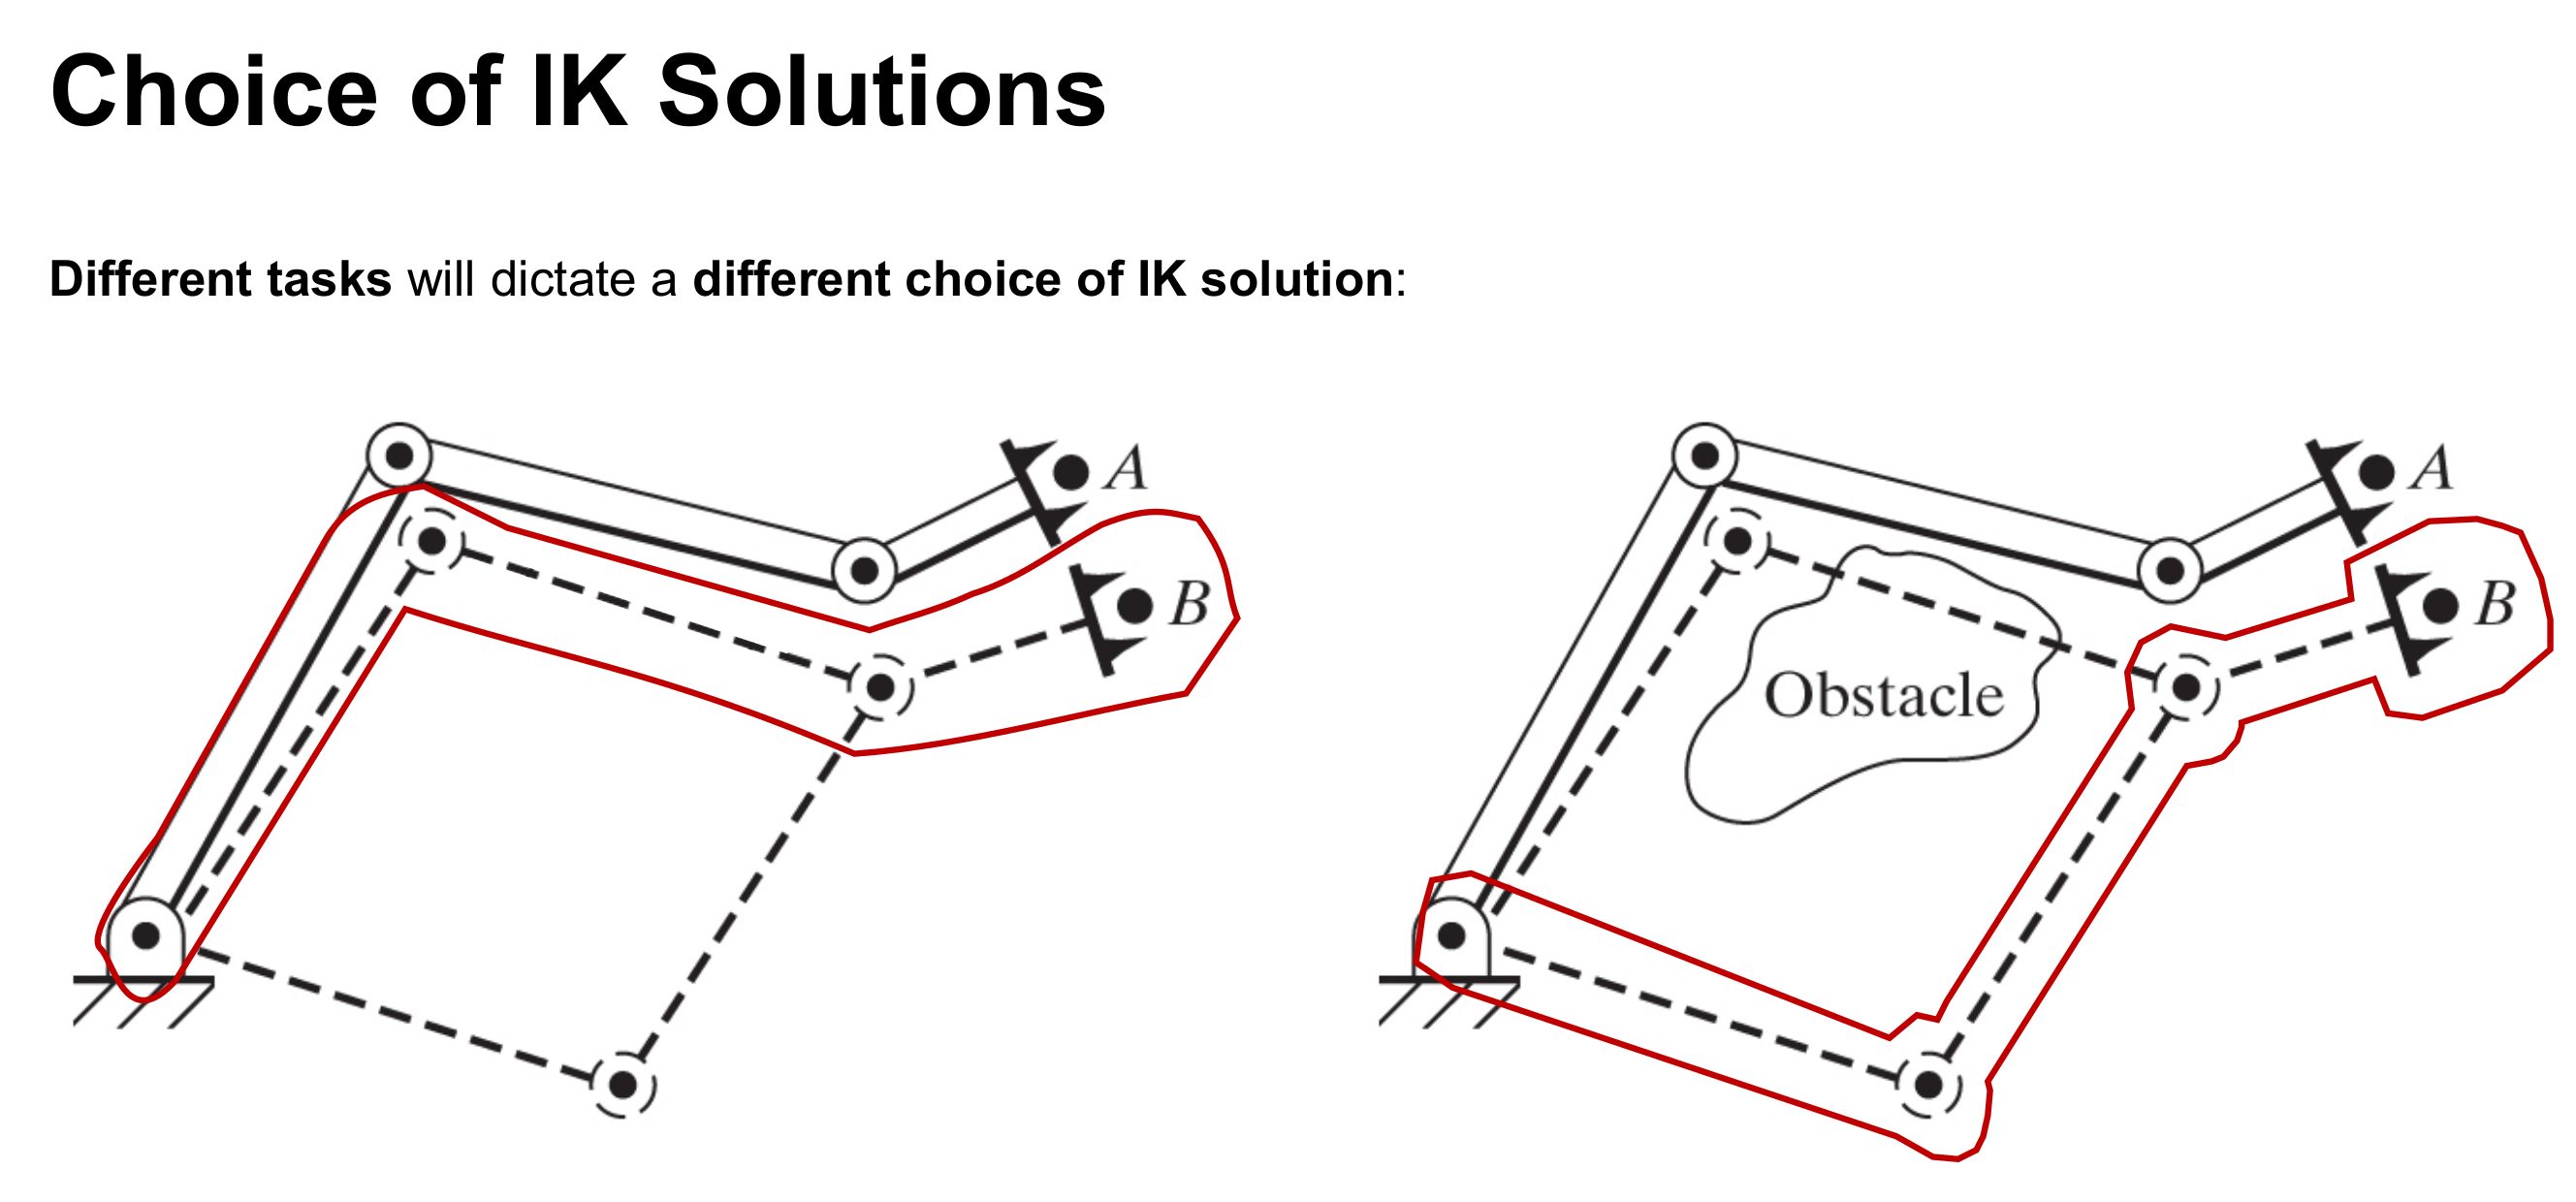 Choice of IK Solutions
Different tasks will dictate a different choice of IK solution:
A
B
A
B
Obstacle